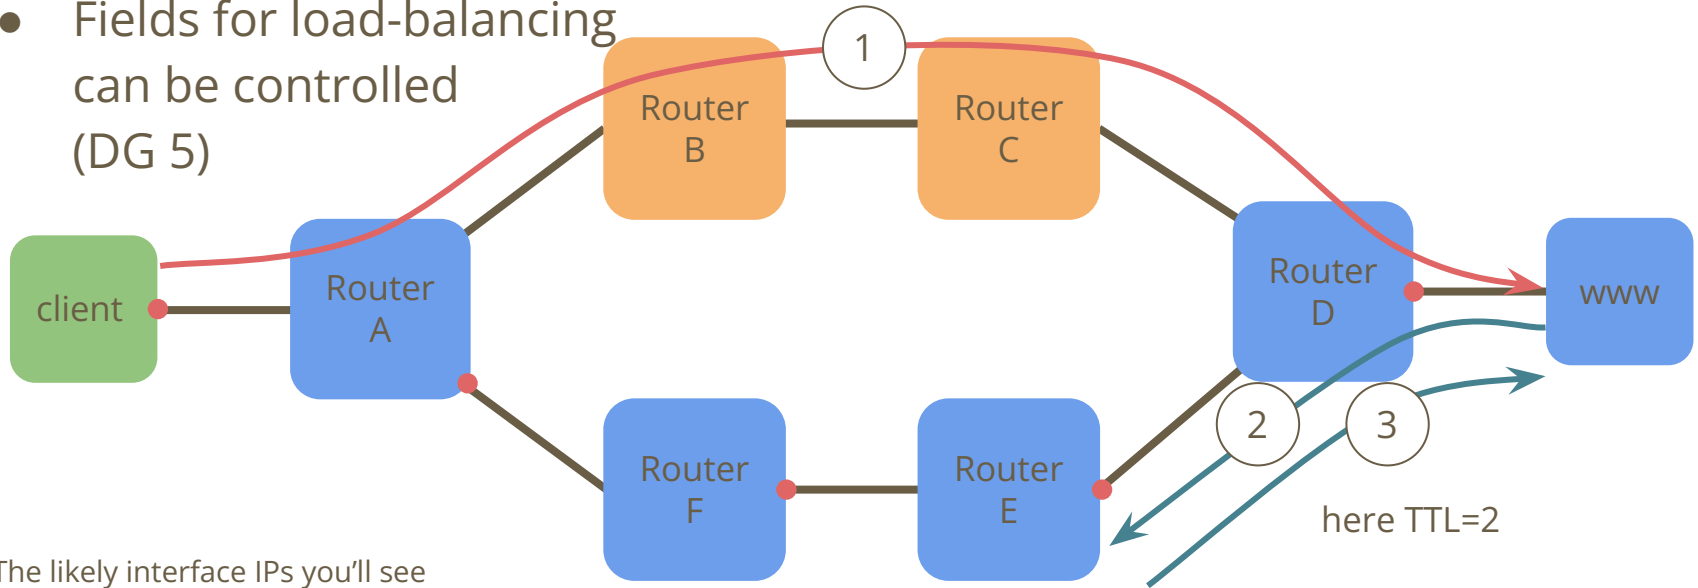 ● Fields for load-balancing
can be controlled
(DG 5)
1
Router
B
Router
C
client
Router
A
Router
D
www
2
3
Router
F
Router
E
here TTL=2
The likely interface IPs you’ll see